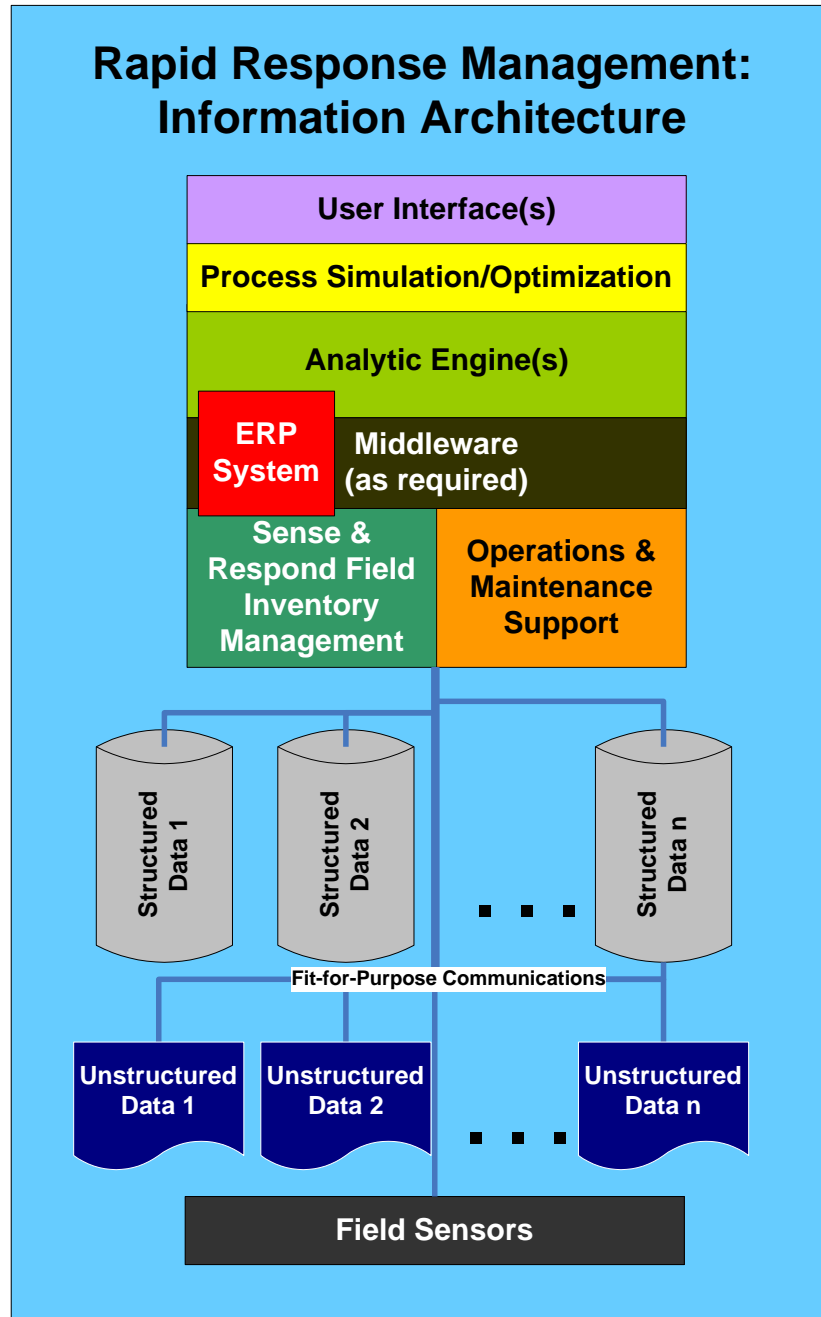 Rapid Response Management:
Information Architecture
User Interface(s)
Process Simulation/Optimization
Analytic Engine(s)
ERP
System
Middleware
(as required)
Sense &
Respond Field
Inventory
Management
Operations &
Maintenance
Support
Structured
Data 1
Structured
Data 2
. . .
Structured
Data n
Fit-for-Purpose Communications
Unstructured
Data 1
Unstructured
Data 2
. . .
Unstructured
Data n
Field Sensors